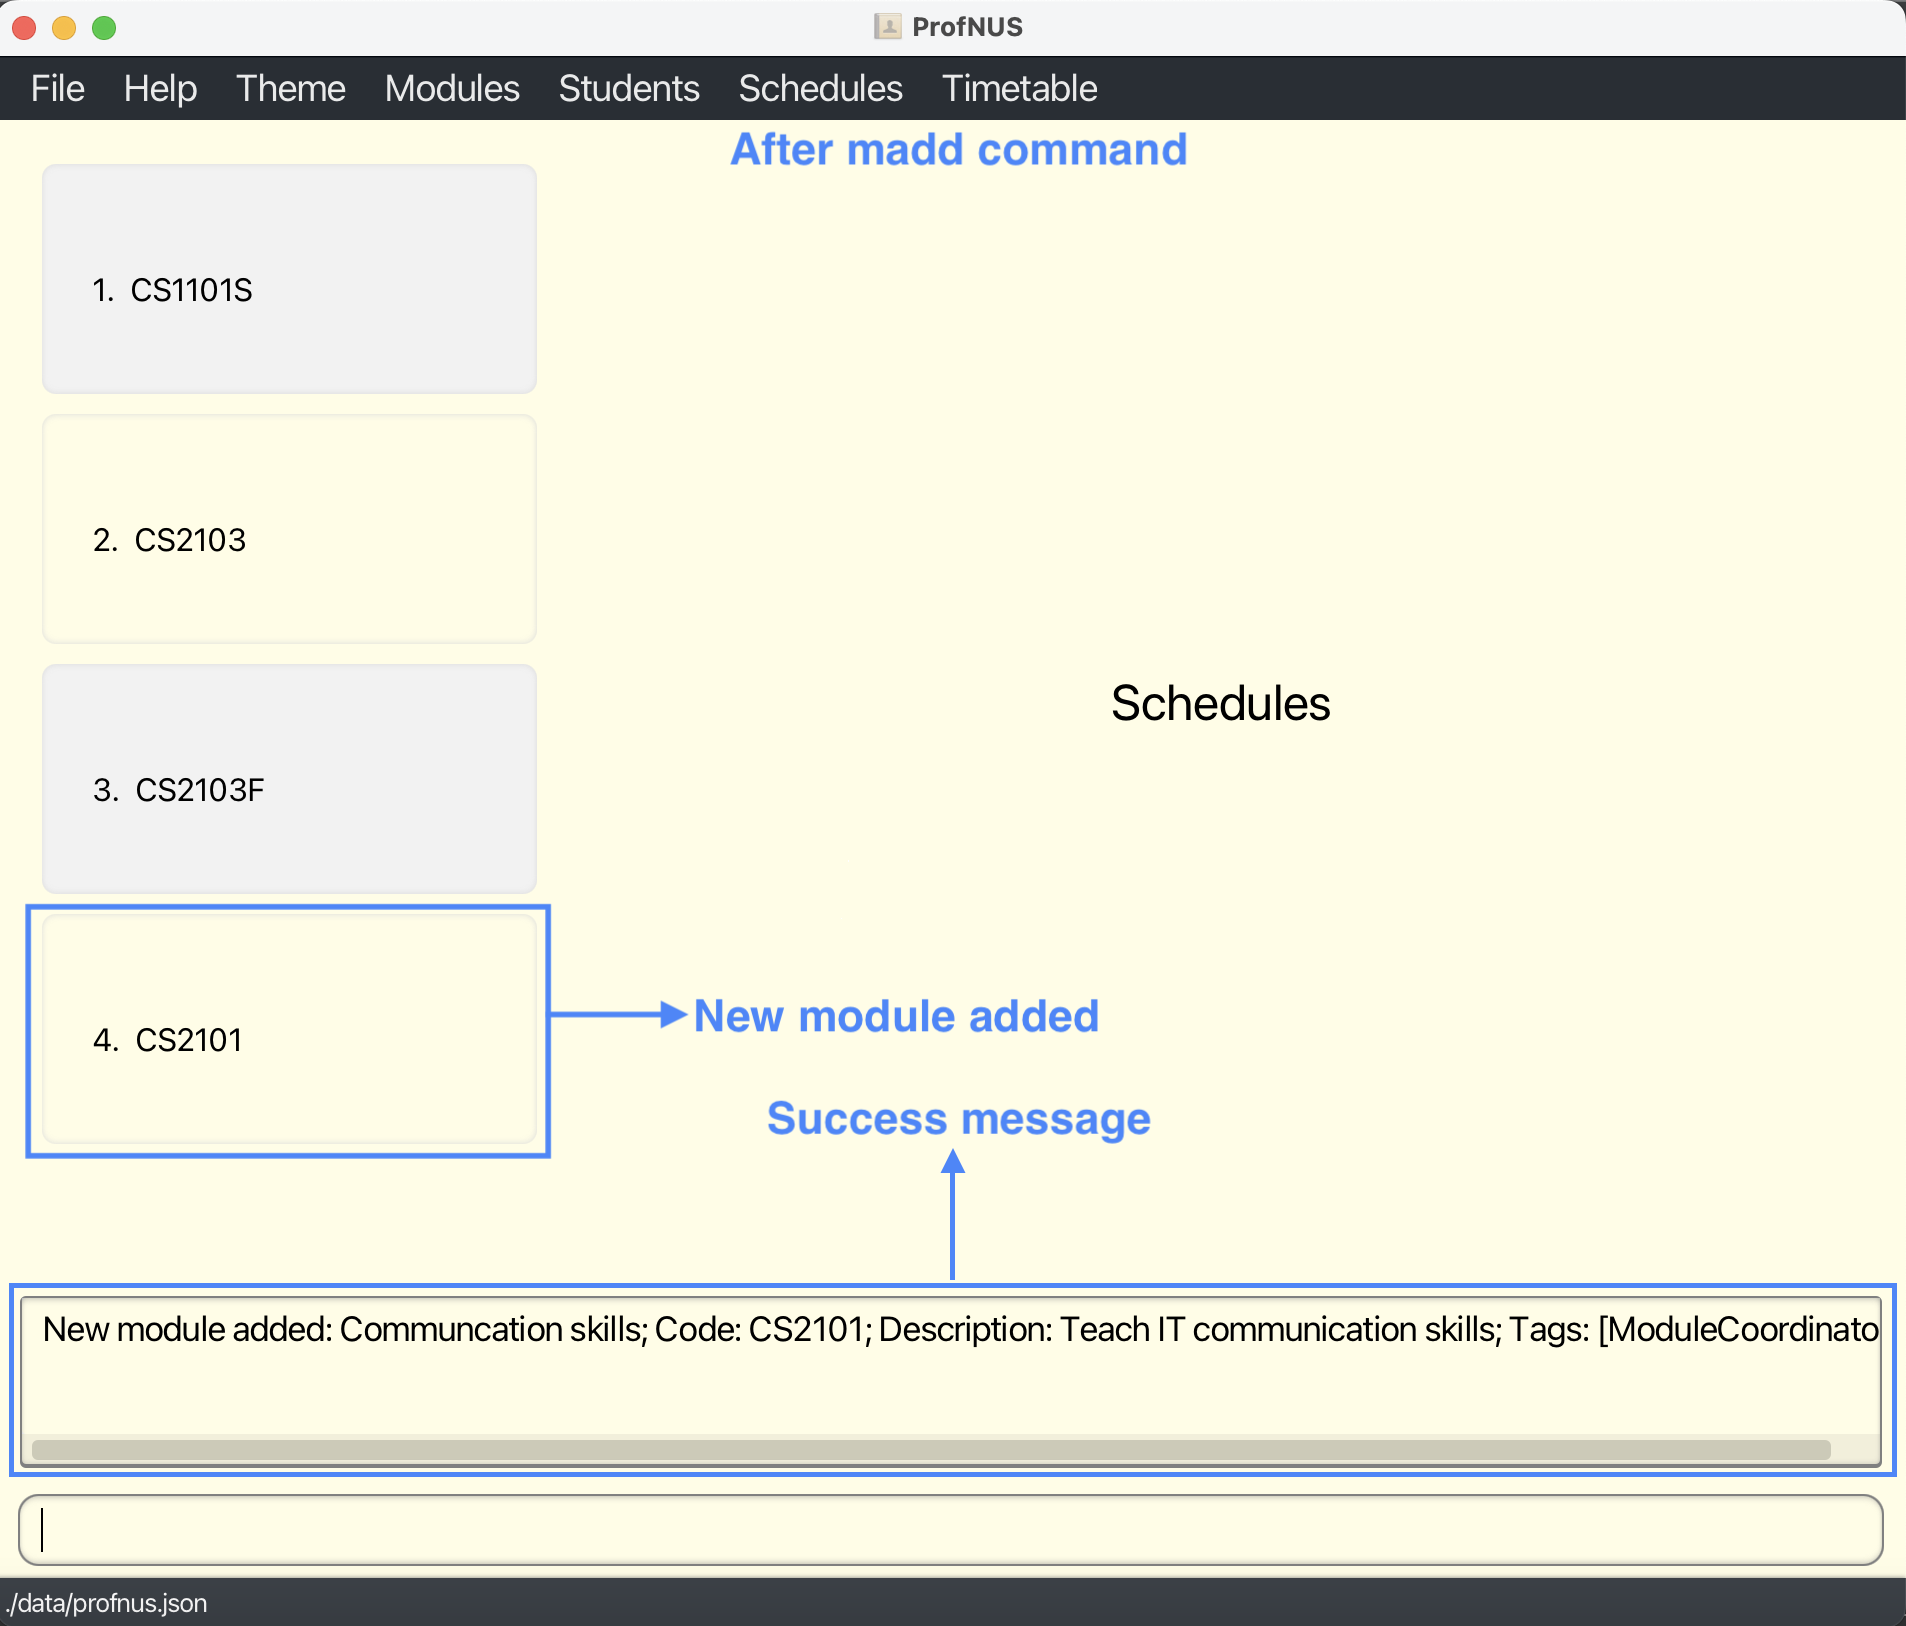 ProfNUS
File Help Theme Modules Students Schedules Timetable
After madd command
1. CS1101S
2. CS2103
3. CS2103F
Schedules
4. CS2101
New module added
Success message
New module added: Communcation skills; Code: CS2101; Description: Teach IT communication skills; Tags: [ModuleCoordinato
./data/profnus.json